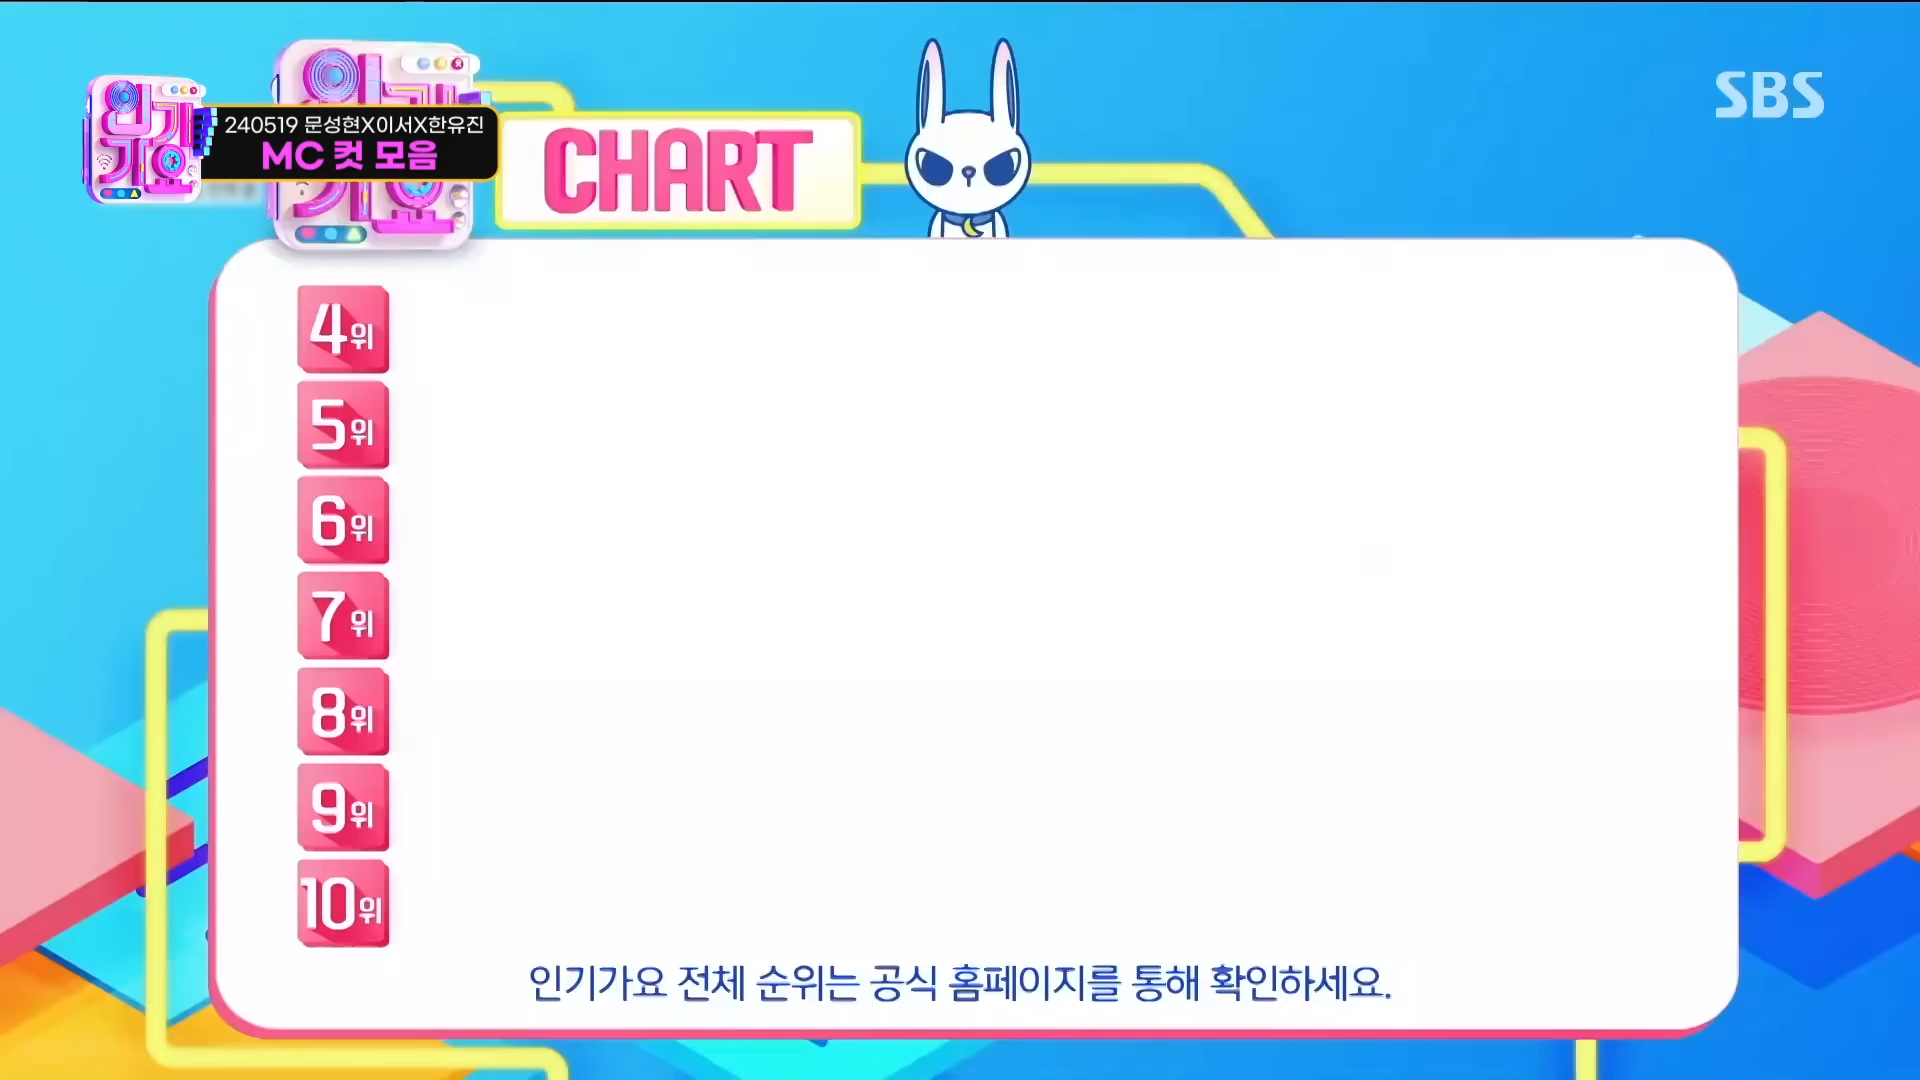 SBS
240519 문성현X이서X한유진
MC 컷 모음
CHART
4위
5위
6위
7위
8위
9위
10위
인기가요 전체 순위는 공식 홈페이지를 통해 확인하세요.